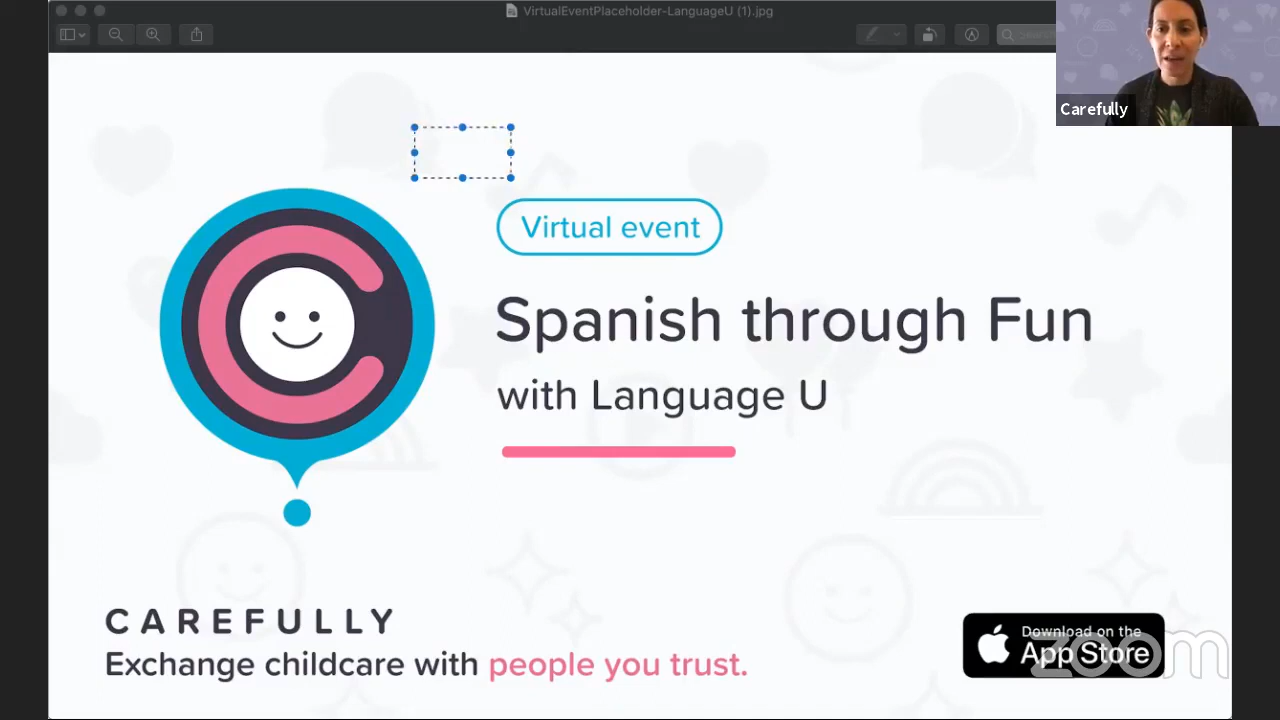 VirtualEventPlaceholder-LanguageU (1).jpg
Carefully
Virtual event
Spanish through Fun
with Language U
CAREFULLY
Exchange childcare with people you trust.
Download on the
App Store
zoom